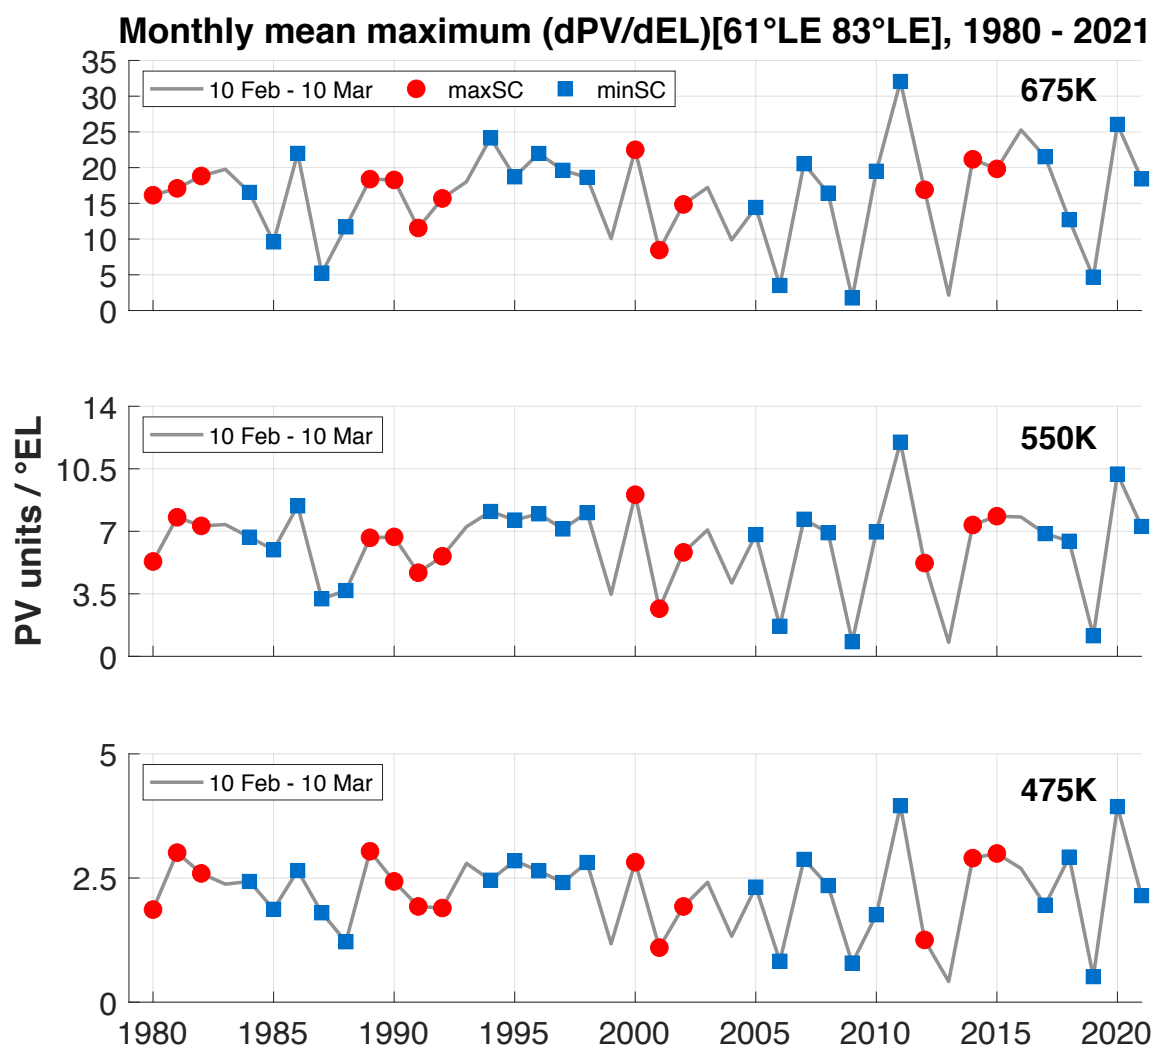 Monthly mean maximum (dPV/dEL)[61°LE 83°LE], 1980 - 2021
35
30
25
20
15
10
5
0
10 Feb - 10 Mar maxSC minSC
675K
PV units / °EL
14
10.5
7
3.5
0
10 Feb - 10 Mar
550K
5
2.5
0
10 Feb - 10 Mar
475K
1980 1985 1990 1995 2000 2005 2010 2015 2020